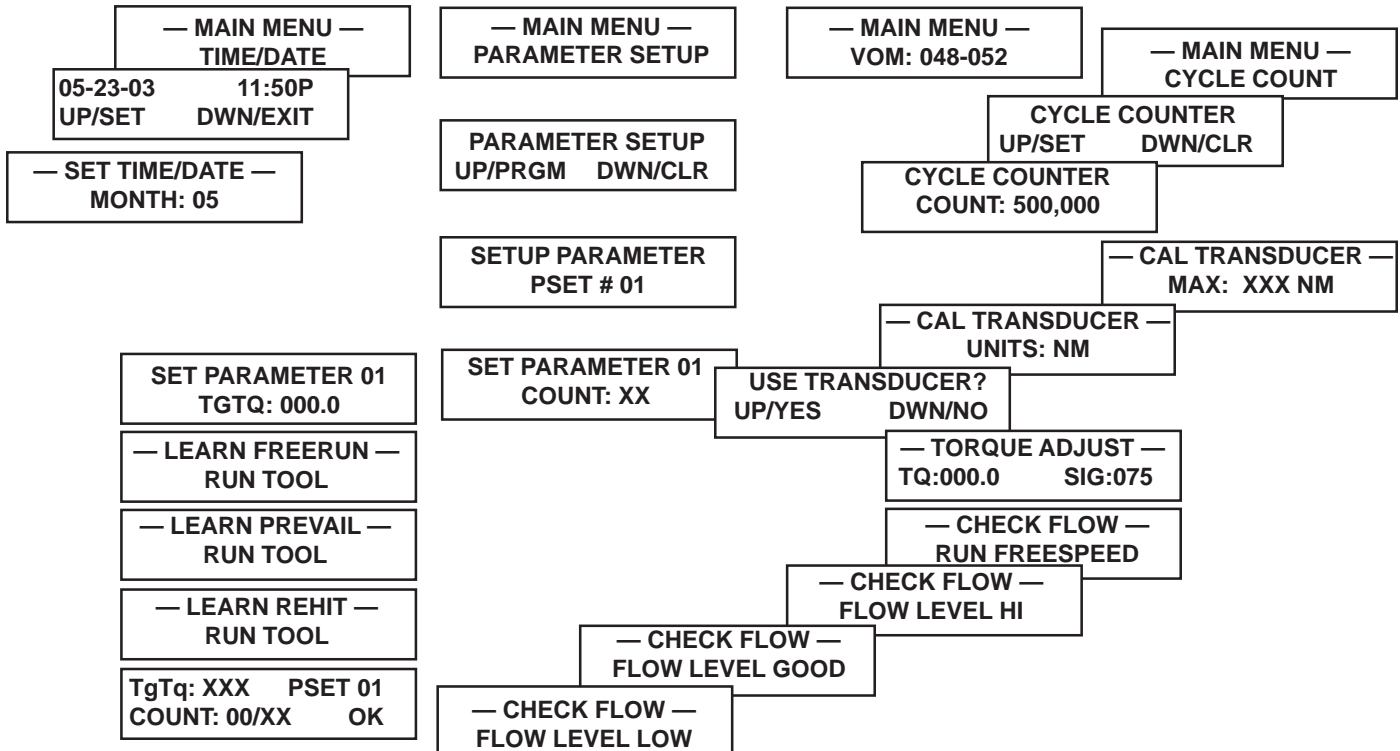 — MAIN MENU —
TIME/DATE
05-23-03 11:50P
UP/SET DWN/EXIT
— SET TIME/DATE —
MONTH: 05
— MAIN MENU —
PARAMETER SETUP
PARAMETER SETUP
UP/PRGM DWN/CLR
SETUP PARAMETER
PSET # 01
SET PARAMETER 01
COUNT: XX
— MAIN MENU —
VOM: 048-052
— MAIN MENU —
CYCLE COUNT
CYCLE COUNTER
UP/SET DWN/CLR
CYCLE COUNTER
COUNT: 500,000
— CAL TRANSDUCER —
MAX: XXX NM
— CAL TRANSDUCER —
UNITS: NM
USE TRANSDUCER?
UP/YES DWN/NO
— TORQUE ADJUST —
TQ:000.0 SIG:075
— CHECK FLOW —
RUN FREESPEED
— CHECK FLOW —
FLOW LEVEL HI
— CHECK FLOW —
FLOW LEVEL GOOD
— CHECK FLOW —
FLOW LEVEL LOW
SET PARAMETER 01
TGTQ: 000.0
— LEARN FREERUN —
RUN TOOL
— LEARN PREVAIL —
RUN TOOL
— LEARN REHIT —
RUN TOOL
TgTq: XXX PSET 01
COUNT: 00/XX OK